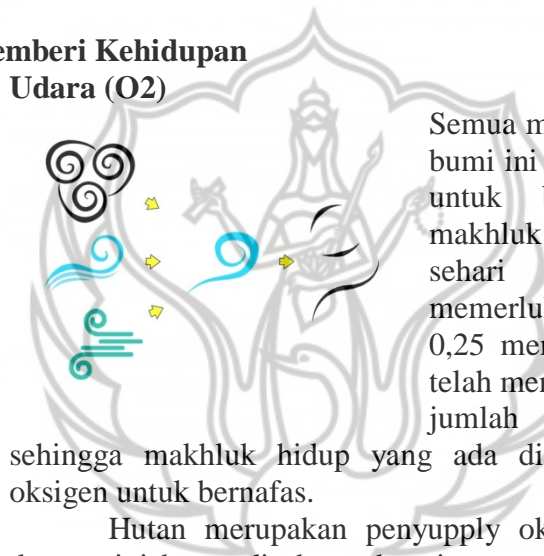 emberi Kehidupan
Udara (O2)
Semua m
bumi ini
untuk b
makhluk
sehari
memerlu
0,25 me
telah me
jumlah
sehingga makhluk hidup yang ada di
oksigen untuk bernafas.
Hutan merupakan penyupply ok